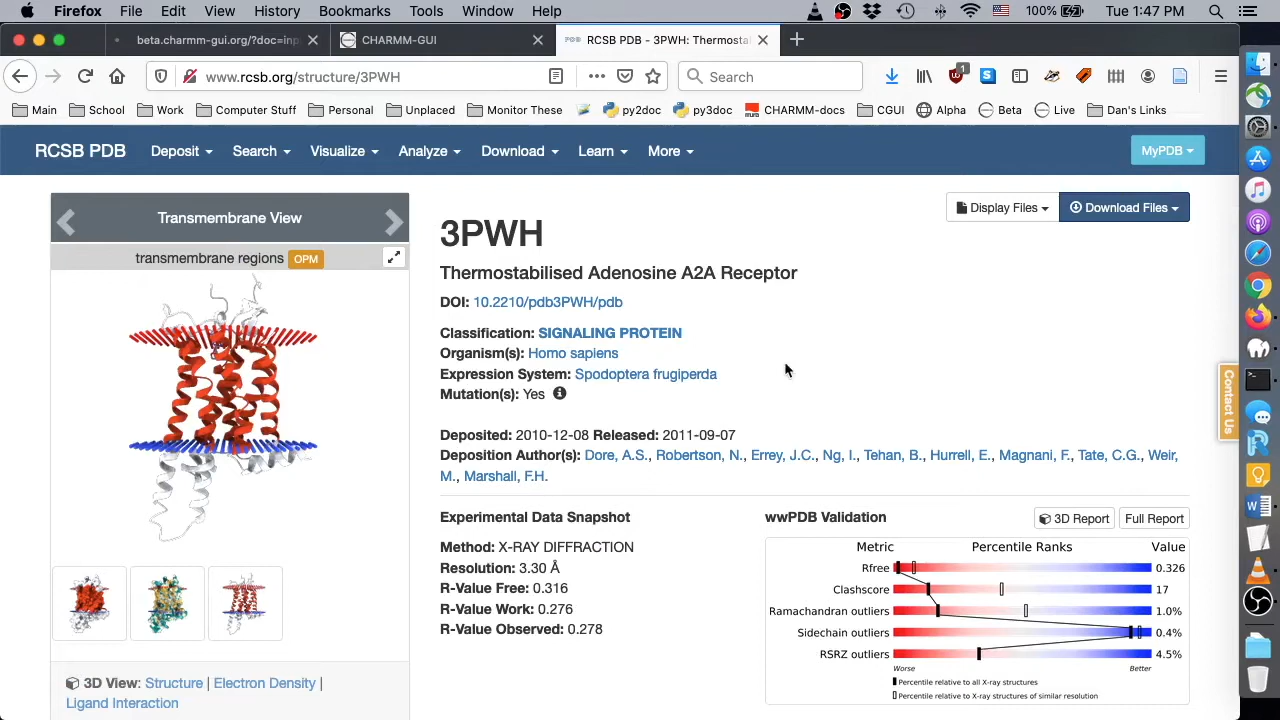 Firefox File Edit View History Bookmarks Tools Window Help 100% Tue 1:47 PM
beta.charmm-gui.org/?doc=inp CHARMM-GUI RCSB PDB - 3PWH: Thermosta
www.rcsb.org/structure/3PWH Search 1
Main School Work Computer Stuff Personal Unplaced Monitor These py2doc py3doc CHARMM-docs CGUI Alpha Beta Live Dan's Links
RCSB PDB Deposit Search Visualize Analyze Download Learn More MyPDB
Transmembrane View
transmembrane regions OPM
Display Files Download Files
3PWH
Thermostabilised Adenosine A2A Receptor
DOI: 10.2210/pdb3PWH/pdb
Classification: SIGNALING PROTEIN
Organism(s): Homo sapiens
Expression System: Spodoptera frugiperda
Mutation(s): Yes
Deposited: 2010-12-08 Released: 2011-09-07
Deposition Author(s): Dore, A.S., Robertson, N., Errey, J.C., Ng, I., Tehan, B., Hurrell, E., Magnani, F., Tate, C.G., Weir,
M., Marshall, F.H.
Experimental Data Snapshot
Method: X-RAY DIFFRACTION
Resolution: 3.30 Å
R-Value Free: 0.316
R-Value Work: 0.276
R-Value Observed: 0.278
wwPDB Validation 3D Report Full Report
Metric Percentile Ranks Value
Rfree 0.326
Clashscore 17
Ramachandran outliers 1.0%
Sidechain outliers 0.4%
RSRZ outliers 4.5%
Worse Better
Percentile relative to all X-ray structures
Percentile relative to X-ray structures of similar resolution
3D View: Structure | Electron Density |
Ligand Interaction
Contact Us